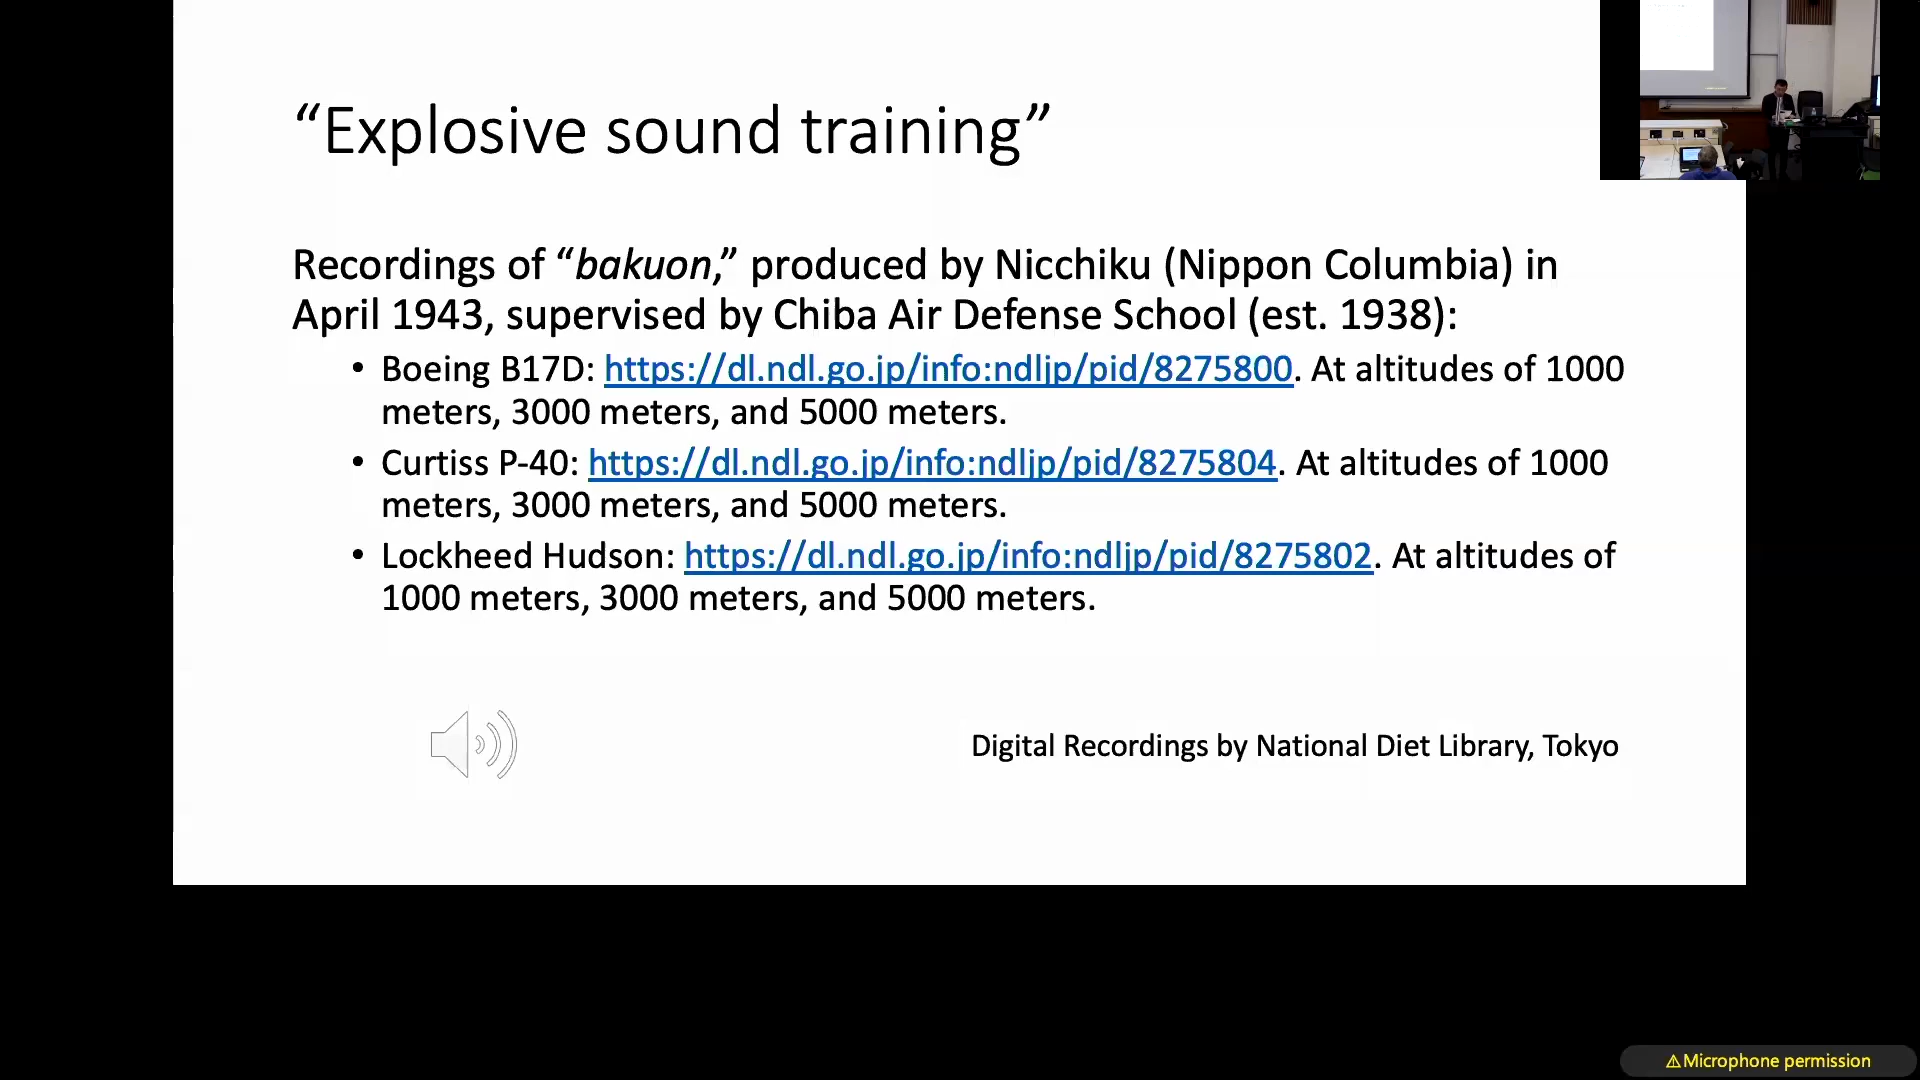 “Explosive sound training”
Recordings of “bakuon,” produced by Nicchiku (Nippon Columbia) in
April 1943, supervised by Chiba Air Defense School (est. 1938):
• Boeing B17D: https://dl.ndl.go.jp/info:ndljp/pid/8275800. At altitudes of 1000
meters, 3000 meters, and 5000 meters.
• Curtiss P-40: https://dl.ndl.go.jp/info:ndljp/pid/8275804. At altitudes of 1000
meters, 3000 meters, and 5000 meters.
• Lockheed Hudson: https://dl.ndl.go.jp/info:ndljp/pid/8275802. At altitudes of
1000 meters, 3000 meters, and 5000 meters.
Digital Recordings by National Diet Library, Tokyo
⚠Microphone permission